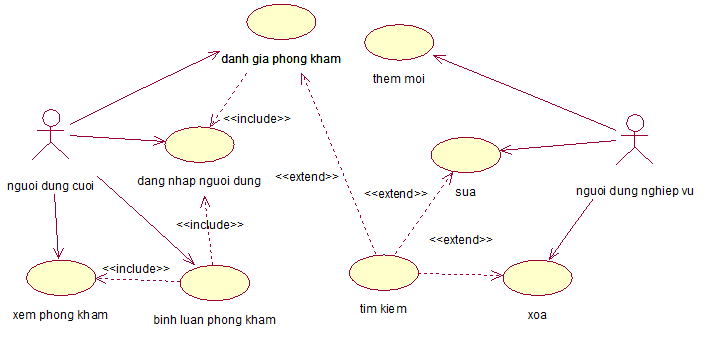 danh gia phong kham
them moi
<<include>>
dang nhap nguoi dung
<<extend>>
nguoi dung cuoi
<<extend>>
sua
nguoi dung nghiep vu
<<include>>
<<extend>>
<<include>>
xem phong kham
binh luan phong kham
tim kiem
xoa